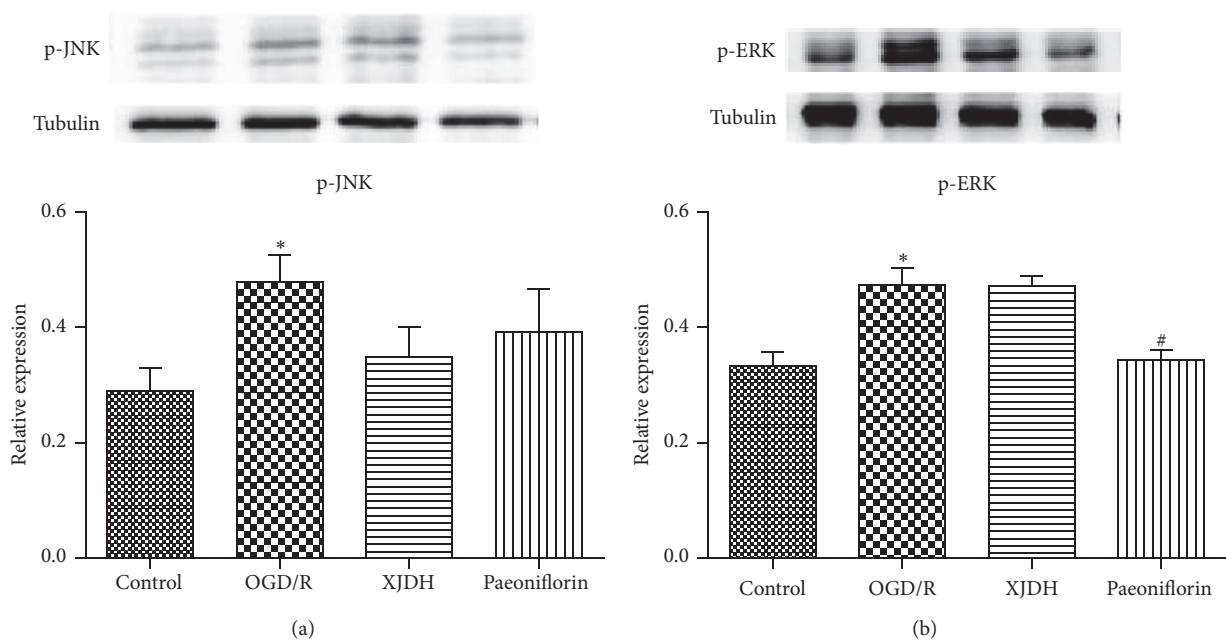 p-JNK
Tubulin
p-JNK
0.6
0.4
0.2
0.0
Relative expression
*
Control
OGD/R
XJDH
Paeoniflorin
(a)
p-ERK
Tubulin
p-ERK
0.6
0.4
0.2
0.0
Relative expression
*
#
Control
OGD/R
XJDH
Paeoniflorin
(b)